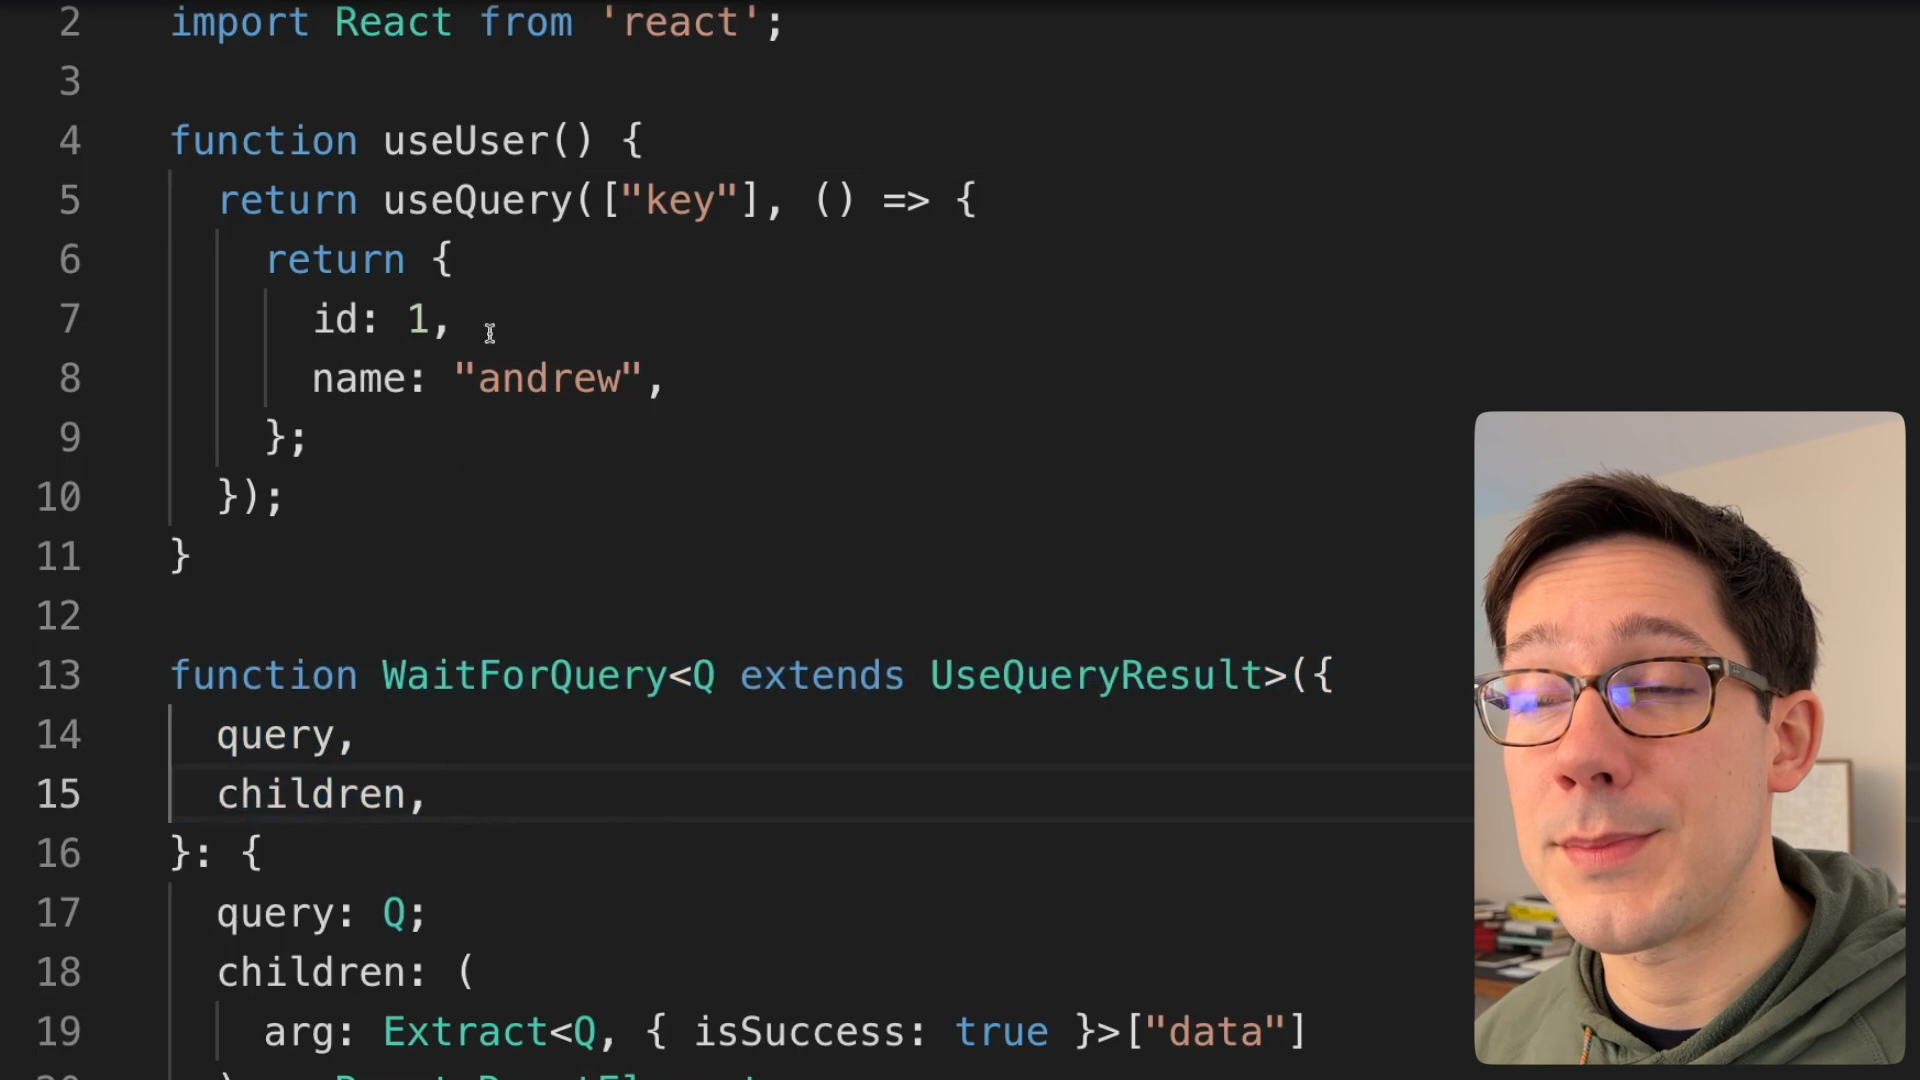 2 import React from 'react';
3
4 function useUser() {
5 return useQuery(["key"], () => {
6 return {
7 id: 1,
8 name: "andrew",
9 };
10 });
11 }
12
13 function WaitForQuery<Q extends UseQueryResult>({
14 query,
15 children,
16 }: {
17 query: Q;
18 children: (
19 arg: Extract<Q, { isSuccess: true }>["data"]